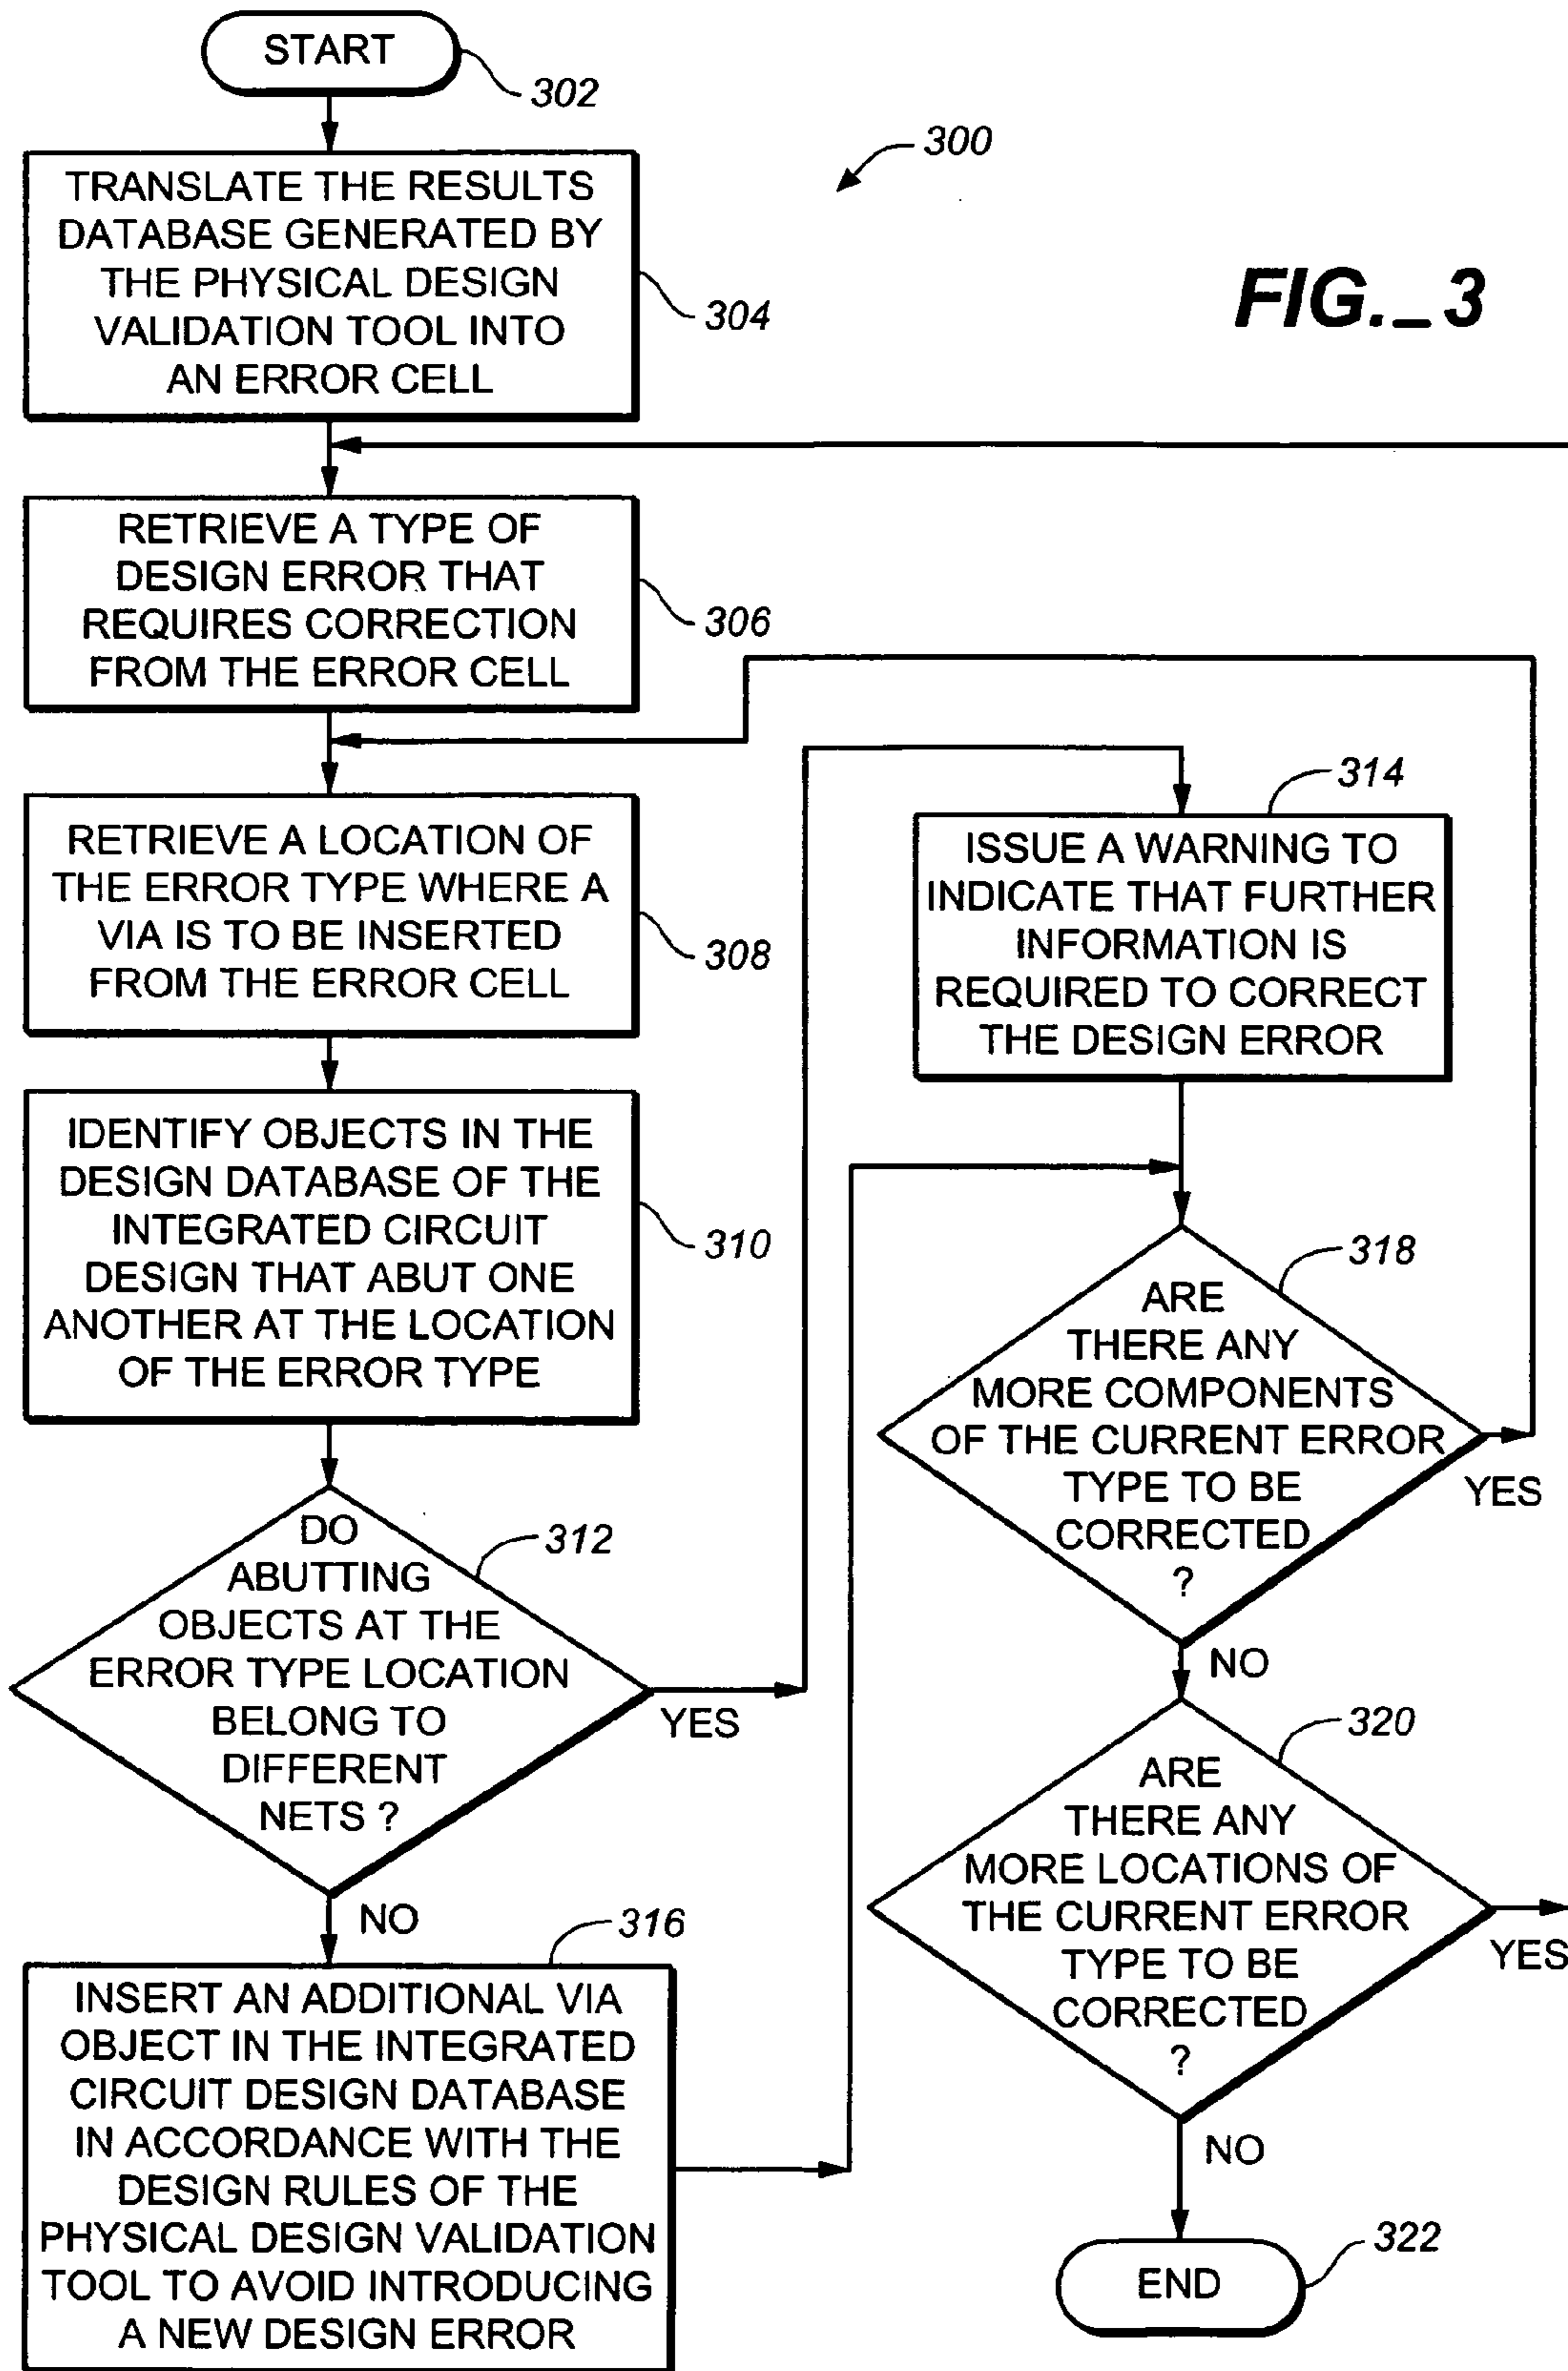 START
302
300
FIG._3
TRANSLATE THE RESULTS
DATABASE GENERATED BY
THE PHYSICAL DESIGN
VALIDATION TOOL INTO
AN ERROR CELL
304
RETRIEVE A TYPE OF
DESIGN ERROR THAT
REQUIRES CORRECTION
FROM THE ERROR CELL
306
RETRIEVE A LOCATION OF
THE ERROR TYPE WHERE A
VIA IS TO BE INSERTED
FROM THE ERROR CELL
308
IDENTIFY OBJECTS IN THE
DESIGN DATABASE OF THE
INTEGRATED CIRCUIT
DESIGN THAT ABUT ONE
ANOTHER AT THE LOCATION
OF THE ERROR TYPE
310
DO
ABUTTING
OBJECTS AT THE
ERROR TYPE LOCATION
BELONG TO
DIFFERENT
NETS ?
312
YES
NO
316
INSERT AN ADDITIONAL VIA
OBJECT IN THE INTEGRATED
CIRCUIT DESIGN DATABASE
IN ACCORDANCE WITH THE
DESIGN RULES OF THE
PHYSICAL DESIGN VALIDATION
TOOL TO AVOID INTRODUCING
A NEW DESIGN ERROR
314
ISSUE A WARNING TO
INDICATE THAT FURTHER
INFORMATION IS
REQUIRED TO CORRECT
THE DESIGN ERROR
318
ARE
THERE ANY
MORE COMPONENTS
OF THE CURRENT ERROR
TYPE TO BE
CORRECTED
?
YES
NO
320
ARE
THERE ANY
MORE LOCATIONS OF
THE CURRENT ERROR
TYPE TO BE
CORRECTED
?
YES
NO
322
END